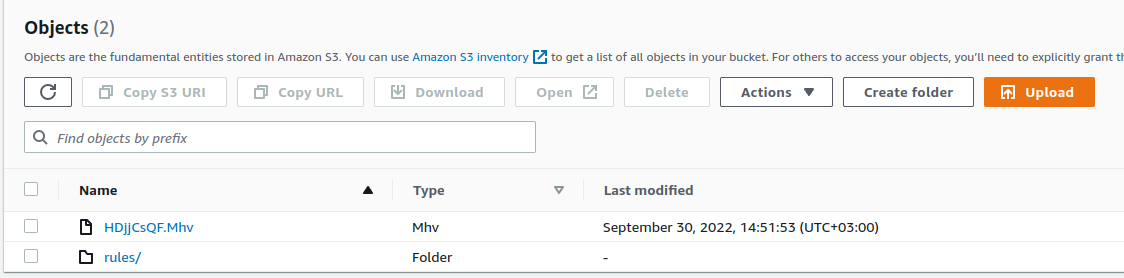 Objects (2)
Objects are the fundamental entities stored in Amazon S3. You can use Amazon S3 inventory to get a list of all objects in your bucket. For others to access your objects, you'll need to explicitly grant
Copy S3 URI Copy URL Download Open Delete Actions Create folder Upload
Find objects by prefix
Name Type Last modified
HDjjCsQF.Mhv Mhv September 30, 2022, 14:51:53 (UTC+03:00)
rules/ Folder -